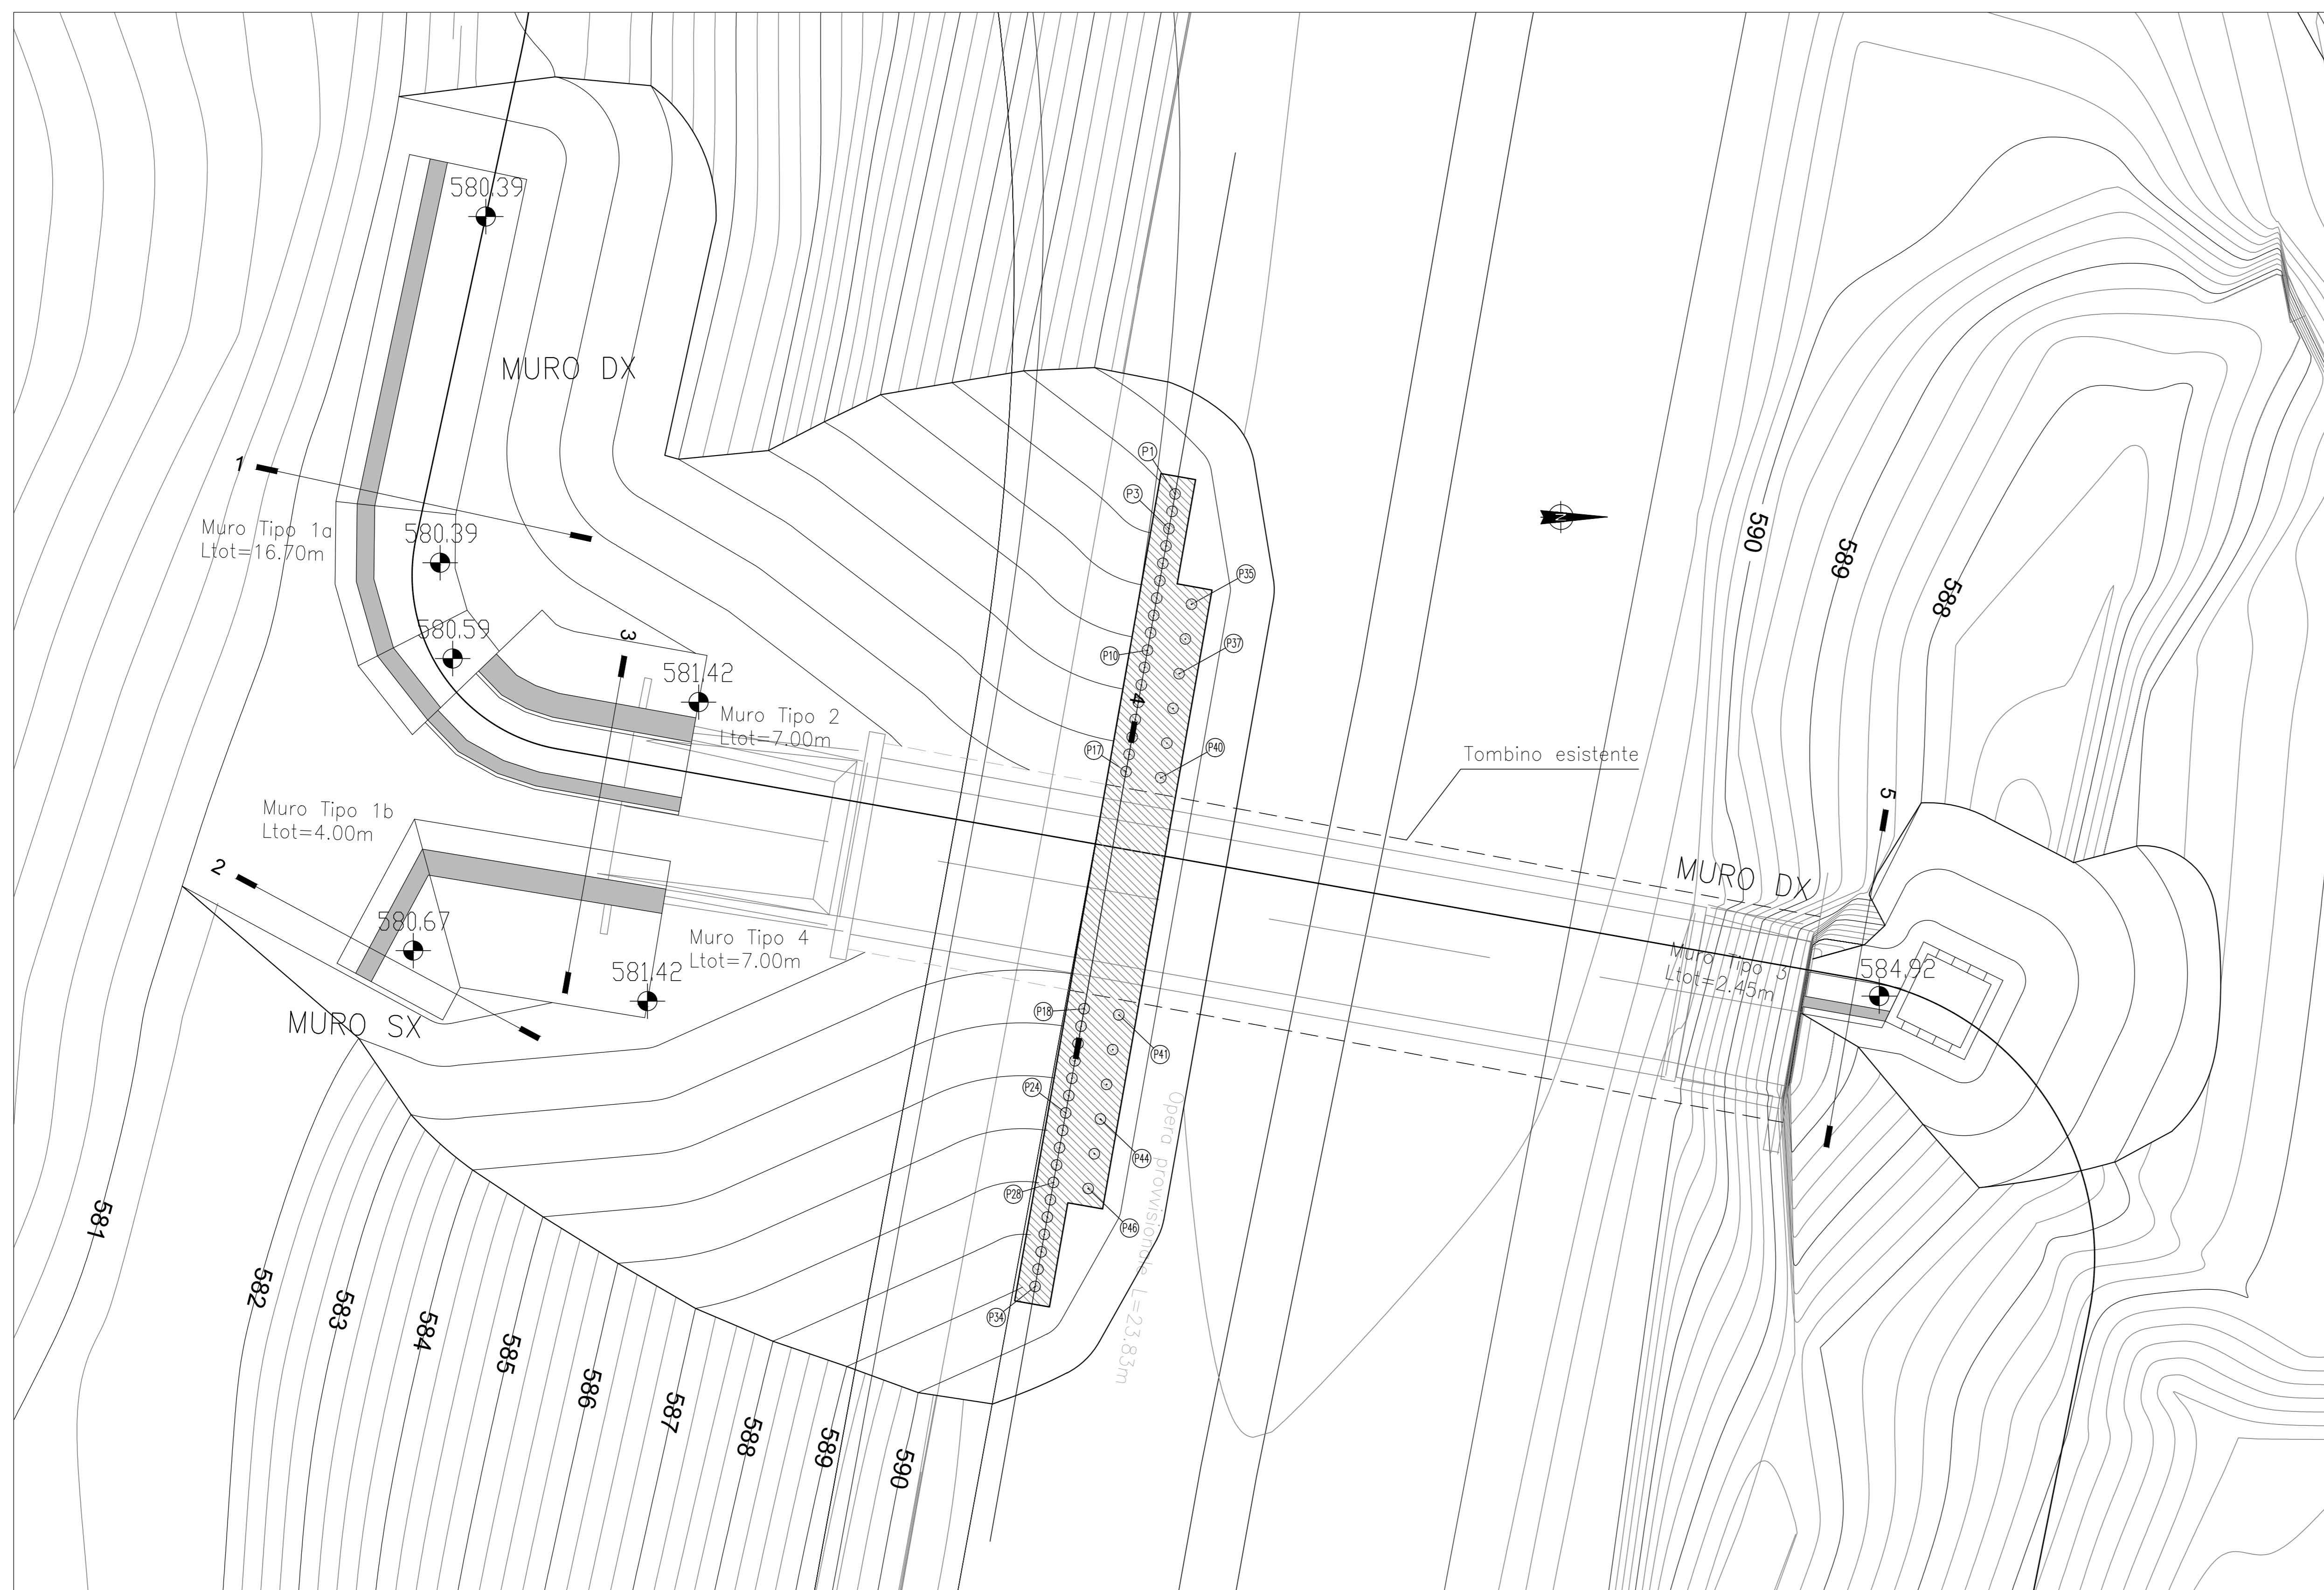 580.39
MURO DX
P1
P3
1
Muro Tipo 1a
Ltot=16.70m
580.39
N
590
589
588
P35
P37
P10
580.59
3
581.42
4
Muro Tipo 2
Ltot=7.00m
P17
P40
Tombino esistente
5
Muro Tipo 1b
Ltot=4.00m
2
MURO DX
580.67
Muro Tipo 4
Ltot=7.00m
581.42
Muro Tipo 3
Ltot=2.45m
584.92
MURO SX
P18
P41
P24
P44
P28
P46
P34
Opera provvisionale L=23.83m
581
582
583
584
585
586
587
588
589
590